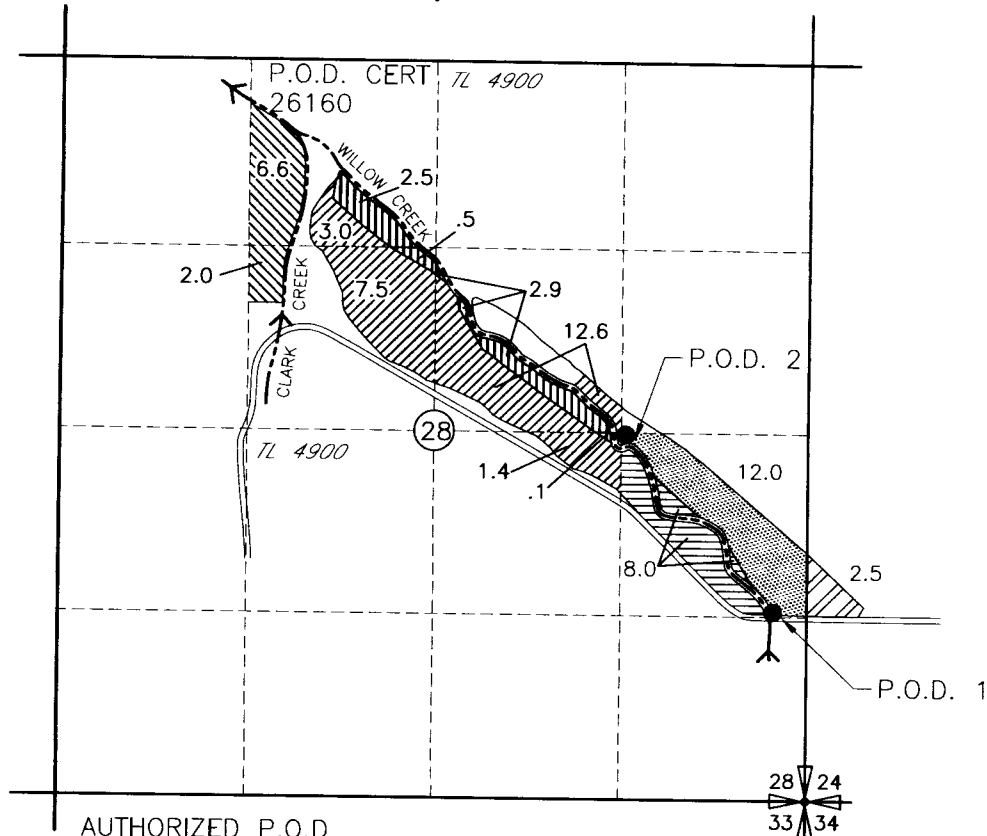 P.O.D. CERT
26160
TL 4900
WILLOW CREEK
6.6
2.5
.5
3.0
2.0
CLARK CREEK
7.5
2.9
12.6
P.O.D. 2
28
TL 4900
1.4
.1
12.0
8.0
2.5
P.O.D. 1
28 24
33 34
AUTHORIZED P.O.D.